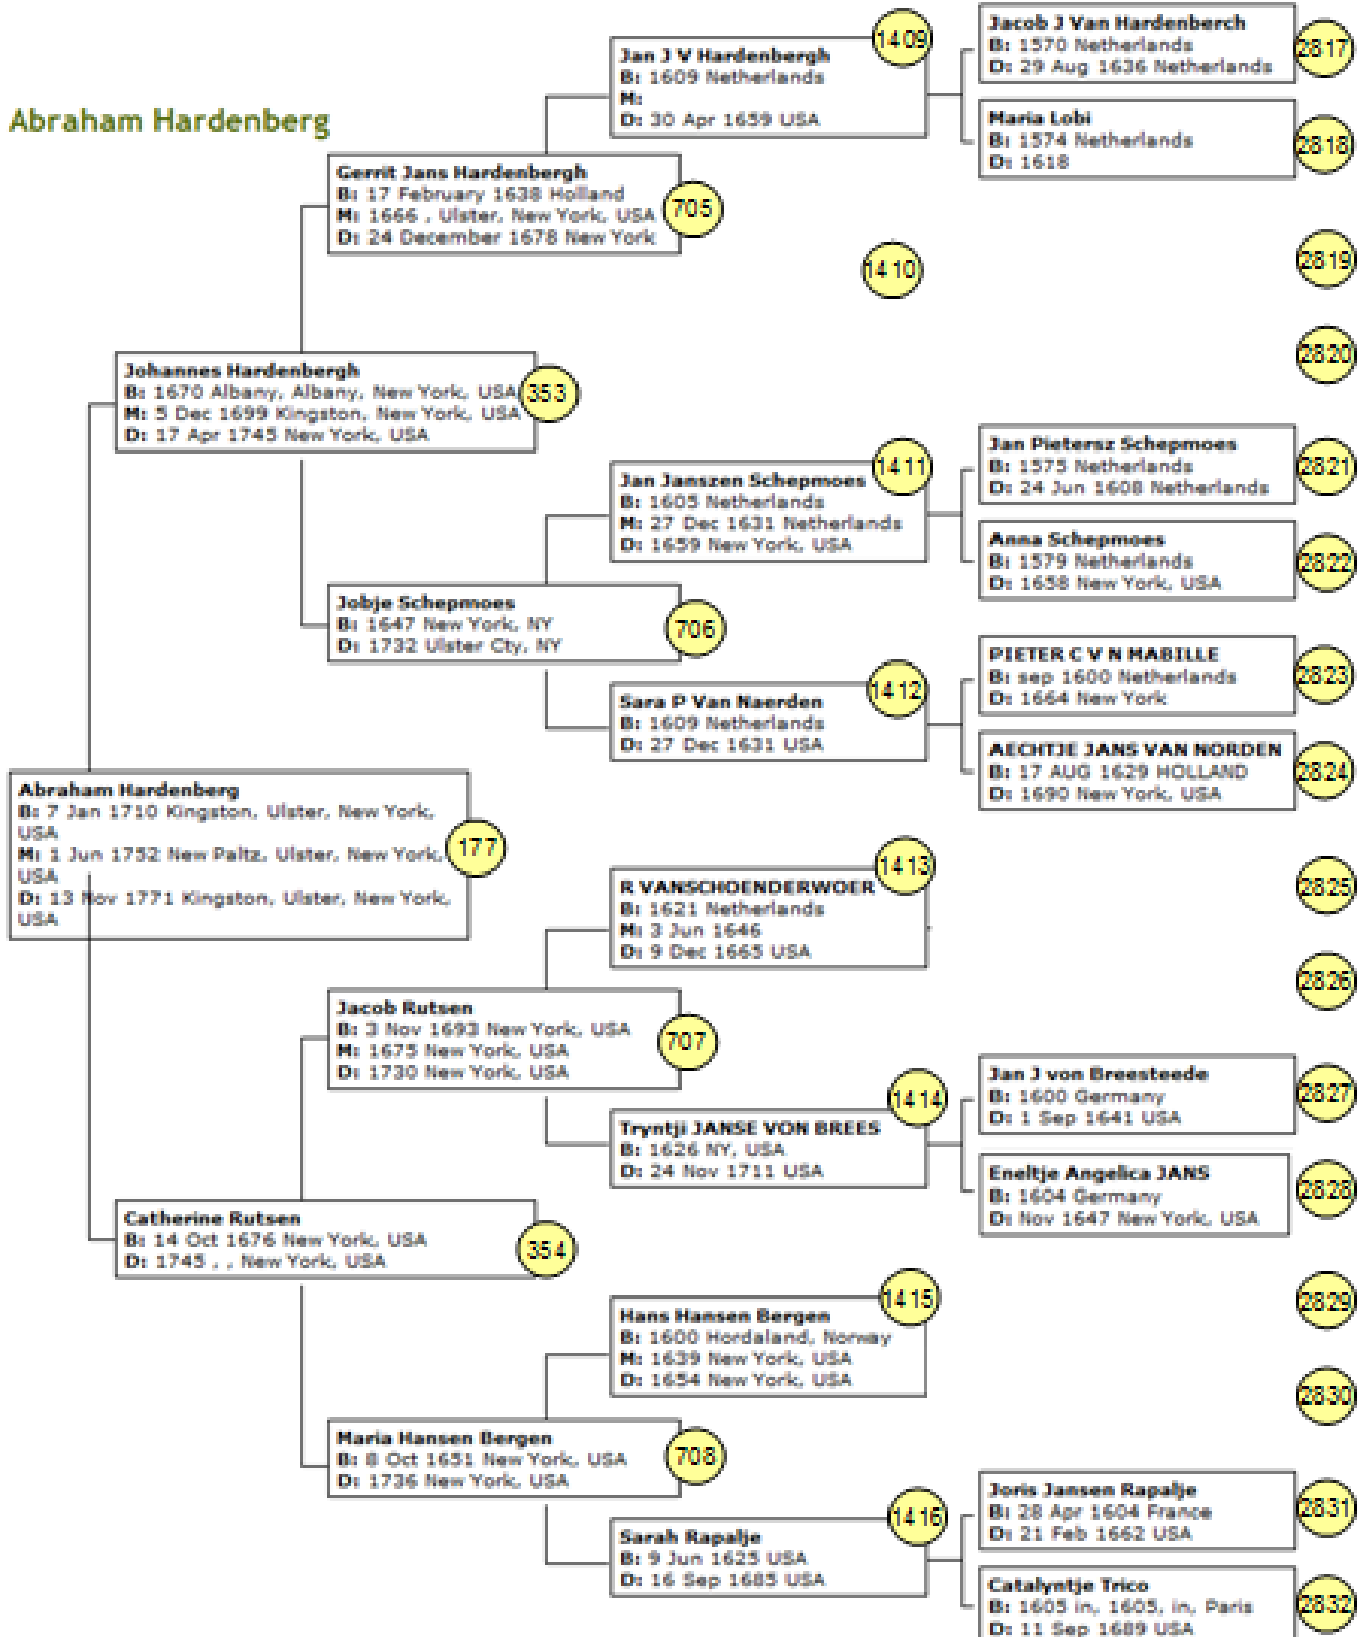 Abraham Hardenberg
Jan J V Hardenbergh
B: 1609 Netherlands
M:
D: 30 Apr 1659 USA
1409
Jacob J Van Hardenberch
B: 1570 Netherlands
D: 29 Aug 1636 Netherlands
2817
Maria Lobi
B: 1574 Netherlands
D: 1618
2818
Gerrit Jans Hardenbergh
B: 17 February 1638 Holland
M: 1666 , Ulster, New York, USA
D: 24 December 1678 New York
705
1410
2819
2820
Johannes Hardenbergh
B: 1670 Albany, Albany, New York, USA
M: 5 Dec 1699 Kingston, New York, USA
D: 17 Apr 1745 New York, USA
353
Jan Janszen Schepmoes
B: 1605 Netherlands
M: 27 Dec 1631 Netherlands
D: 1659 New York, USA
1411
Jan Pietersz Schepmoes
B: 1575 Netherlands
D: 24 Jun 1608 Netherlands
2821
Anna Schepmoes
B: 1579 Netherlands
D: 1658 New York, USA
2822
Jobje Schepmoes
B: 1647 New York, NY
D: 1732 Ulster Cty, NY
706
Sara P Van Naerden
B: 1609 Netherlands
D: 27 Dec 1631 USA
1412
PIETER C V N MABILLE
B: sep 1600 Netherlands
D: 1664 New York
2823
AECHTJE JANS VAN NORDEN
B: 17 AUG 1629 HOLLAND
D: 1690 New York, USA
2824
Abraham Hardenberg
B: 7 Jan 1710 Kingston, Ulster, New York,
USA
M: 1 Jun 1752 New Paltz, Ulster, New York,
USA
D: 13 Nov 1771 Kingston, Ulster, New York,
USA
177
R VANSCHOENDERWOER
B: 1621 Netherlands
M: 3 Jun 1646
D: 9 Dec 1665 USA
1413
2825
2826
Jacob Rutsen
B: 3 Nov 1693 New York, USA
M: 1675 New York, USA
D: 1730 New York, USA
707
Tryntji JANSE VON BREES
B: 1626 NY, USA
D: 24 Nov 1711 USA
1414
Jan J von Breesteede
B: 1600 Germany
D: 1 Sep 1641 USA
2827
Eneltje Angelica JANS
B: 1604 Germany
D: Nov 1647 New York, USA
2828
Catherine Rutsen
B: 14 Oct 1676 New York, USA
D: 1745 , , New York, USA
354
Hans Hansen Bergen
B: 1600 Hordaland, Norway
M: 1639 New York, USA
D: 1654 New York, USA
1415
2829
2830
Maria Hansen Bergen
B: 8 Oct 1651 New York, USA
D: 1736 New York, USA
708
Sarah Rapalje
B: 9 Jun 1625 USA
D: 16 Sep 1685 USA
1416
Joris Jansen Rapalje
B: 28 Apr 1604 France
D: 21 Feb 1662 USA
2831
Catalyntje Trico
B: 1605 in, 1605, in, Paris
D: 11 Sep 1689 USA
2832